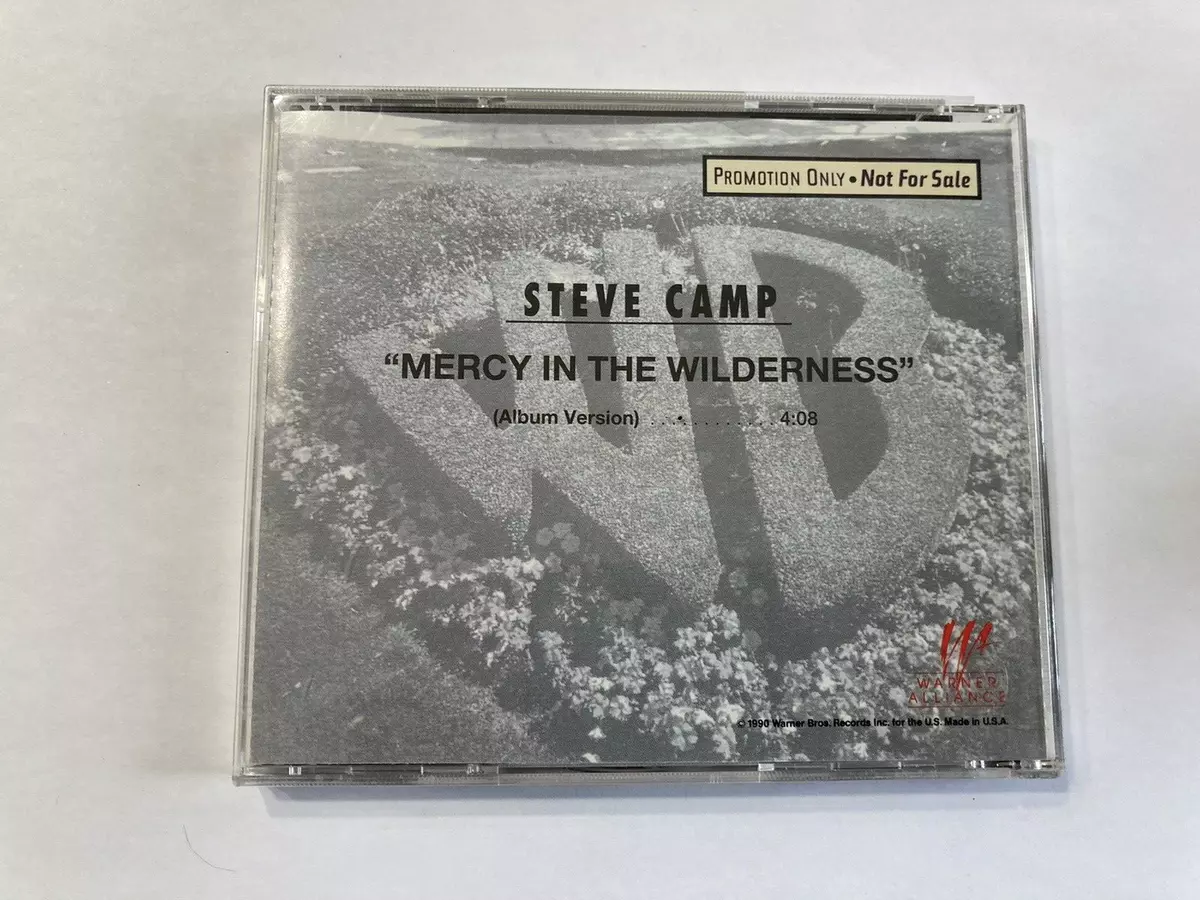 PROMOTION ONLY • Not For Sale
WB
STEVE CAMP
“MERCY IN THE WILDERNESS”
(Album Version) . . . . . . . . . . . . 4:08
WARNER
ALLIANCE
© 1990 Warner Bros. Records Inc. for the U.S. Made in U.S.A.